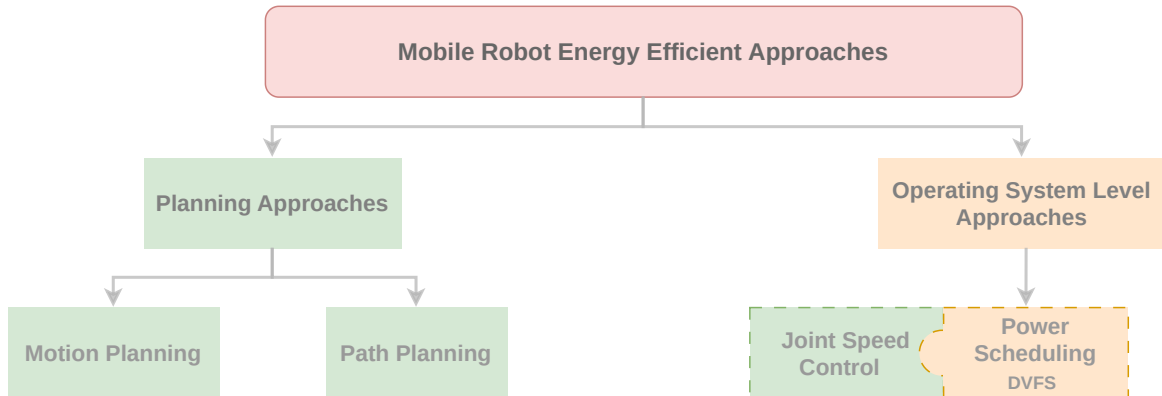 Mobile Robot Energy Efficient Approaches
Planning Approaches
Operating System Level
Approaches
Motion Planning
Path Planning
Joint Speed
Control
Power
Scheduling
DVFS